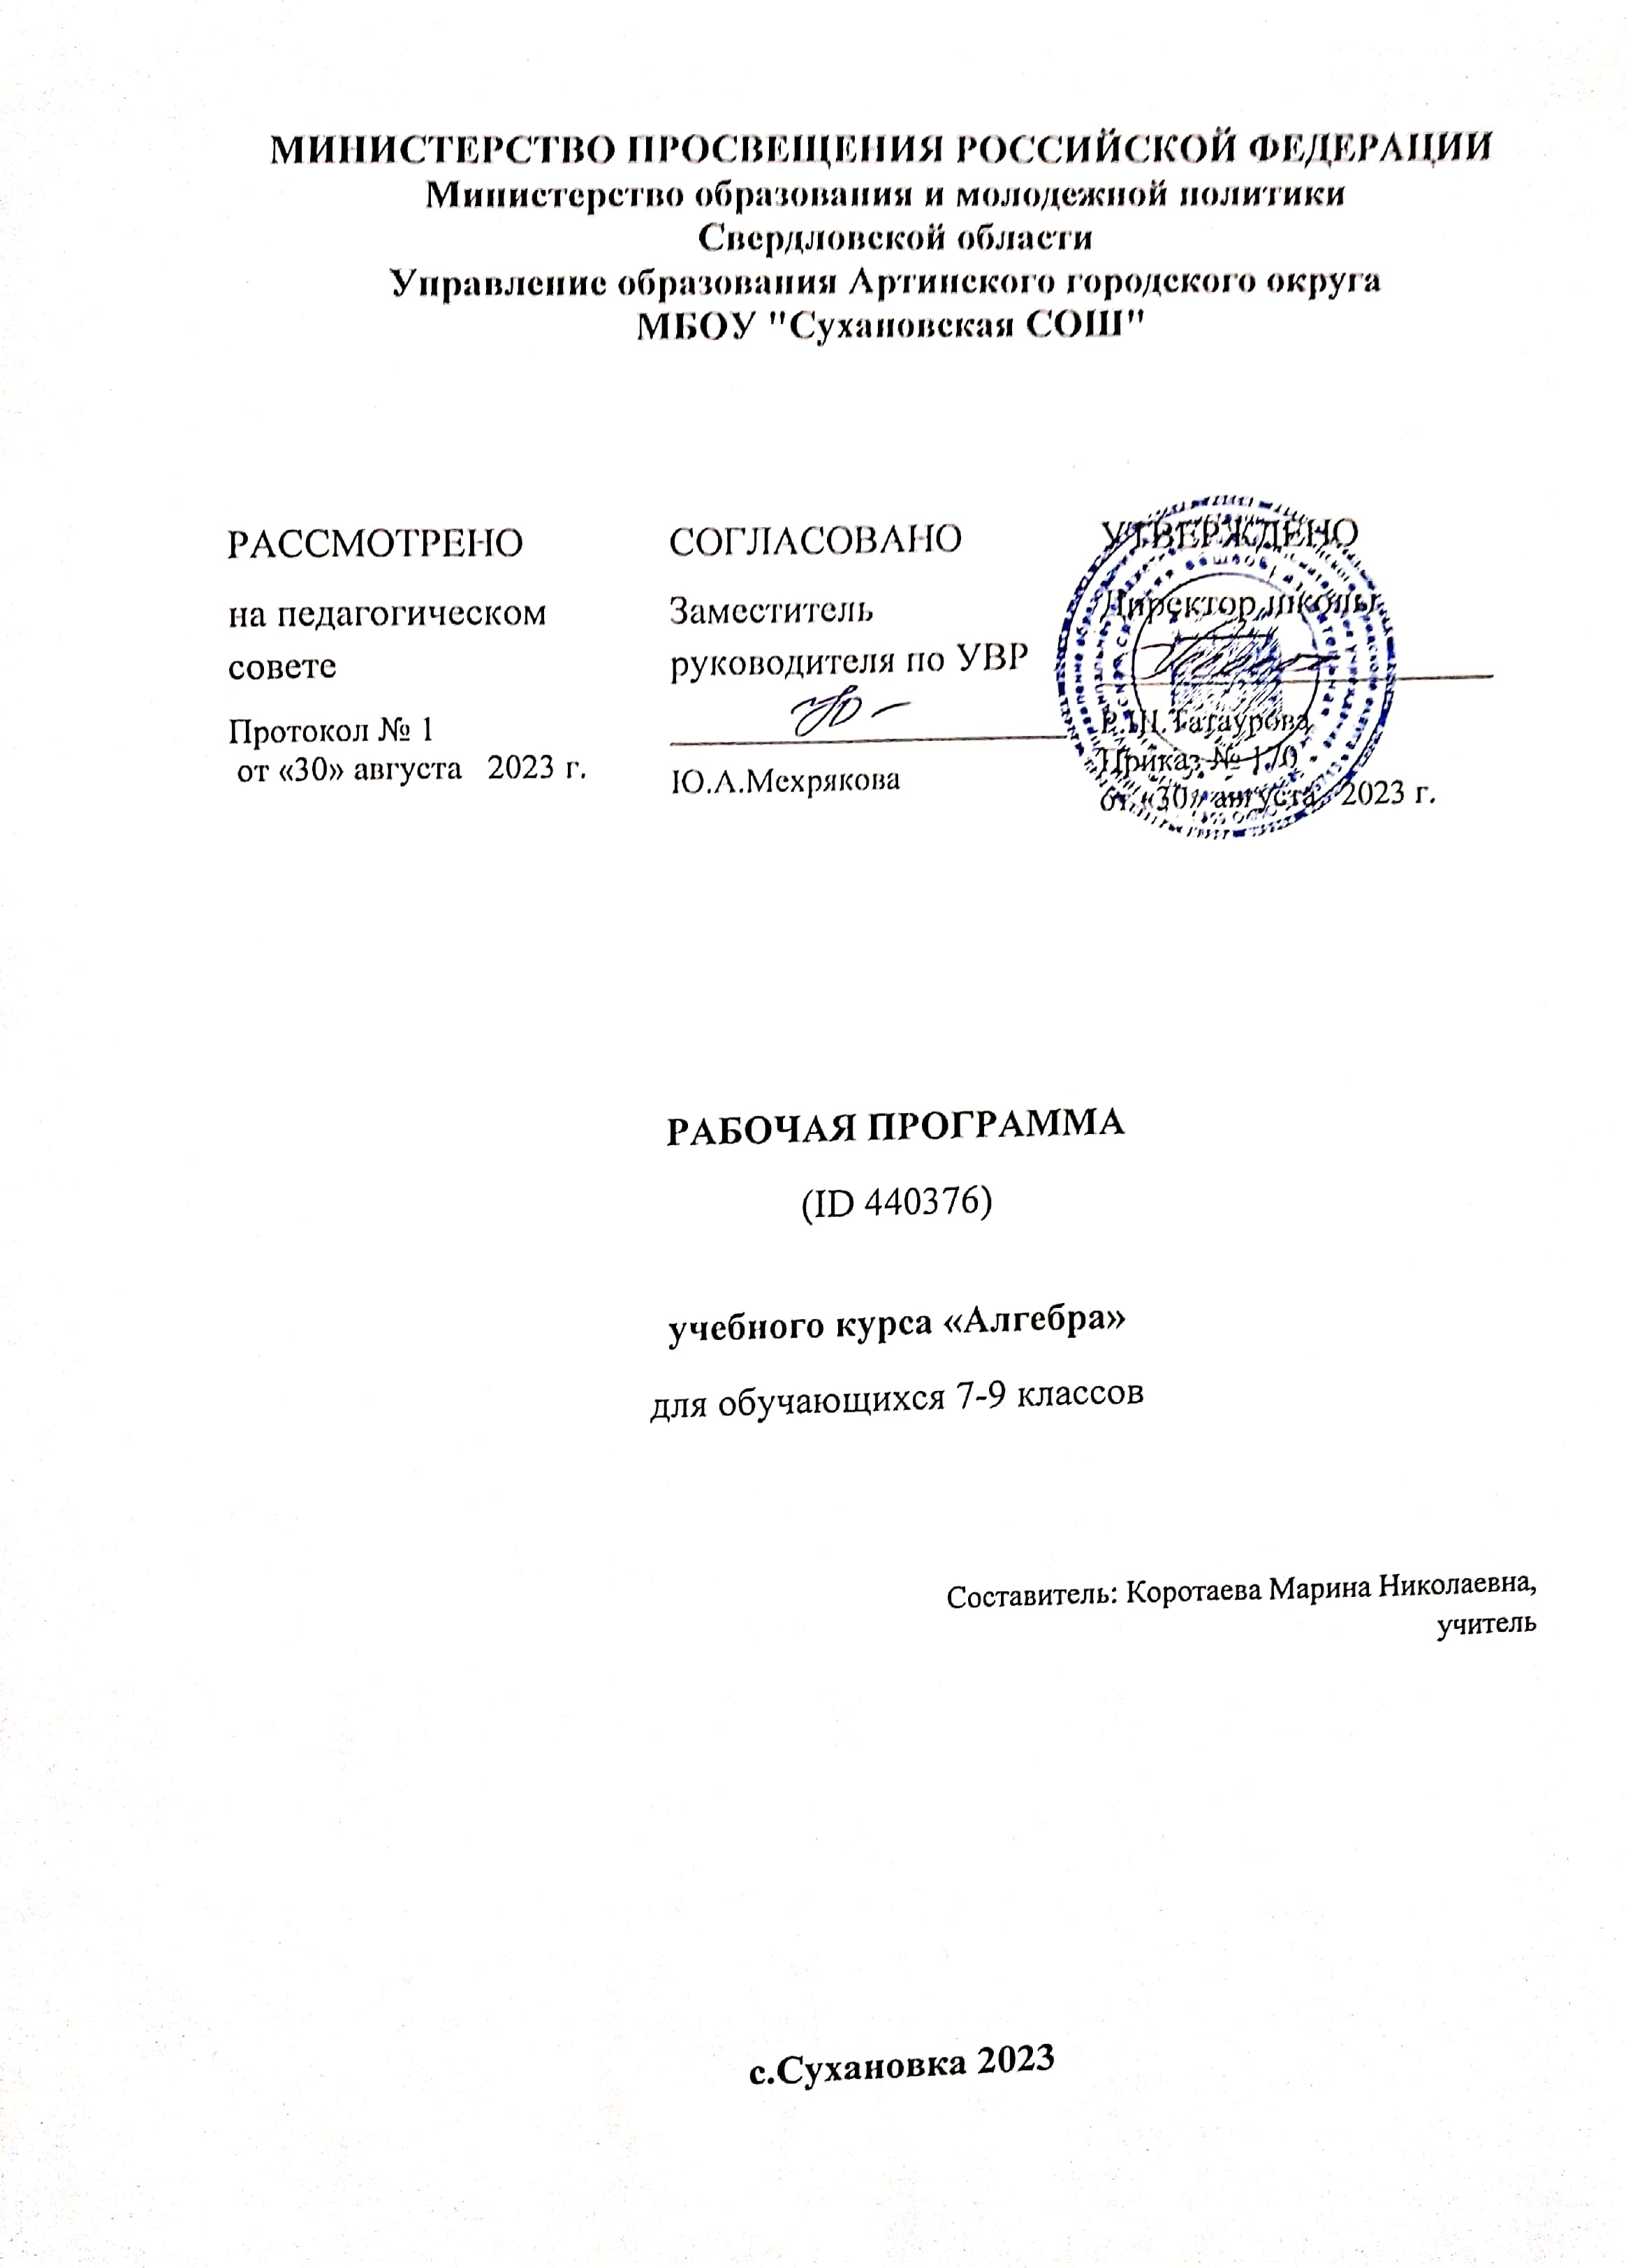 МИНИСТЕРСТВО ПРОСВЕЩЕНИЯ РОССИЙСКОЙ ФЕДЕРАЦИИ
Министерство образования и молодежной политики
Свердловской области
Управление образования Артинского городского округа
МБОУ "Сухановская СОШ"
РАССМОТРЕНО
на педагогическом
совете
Протокол № 1
от «30» августа 2023 г.
СОГЛАСОВАНО
Заместитель
руководителя по УВР
Ю.А.Мехрякова
УТВЕРЖДЕНО
Директор школы
Р.Ш.Татаурова
Приказ № 170
от «30» августа 2023 г.
РАБОЧАЯ ПРОГРАММА
(ID 440376)
учебного курса «Алгебра»
для обучающихся 7-9 классов
Составитель: Коротаева Марина Николаевна,
учитель
с.Сухановка 2023